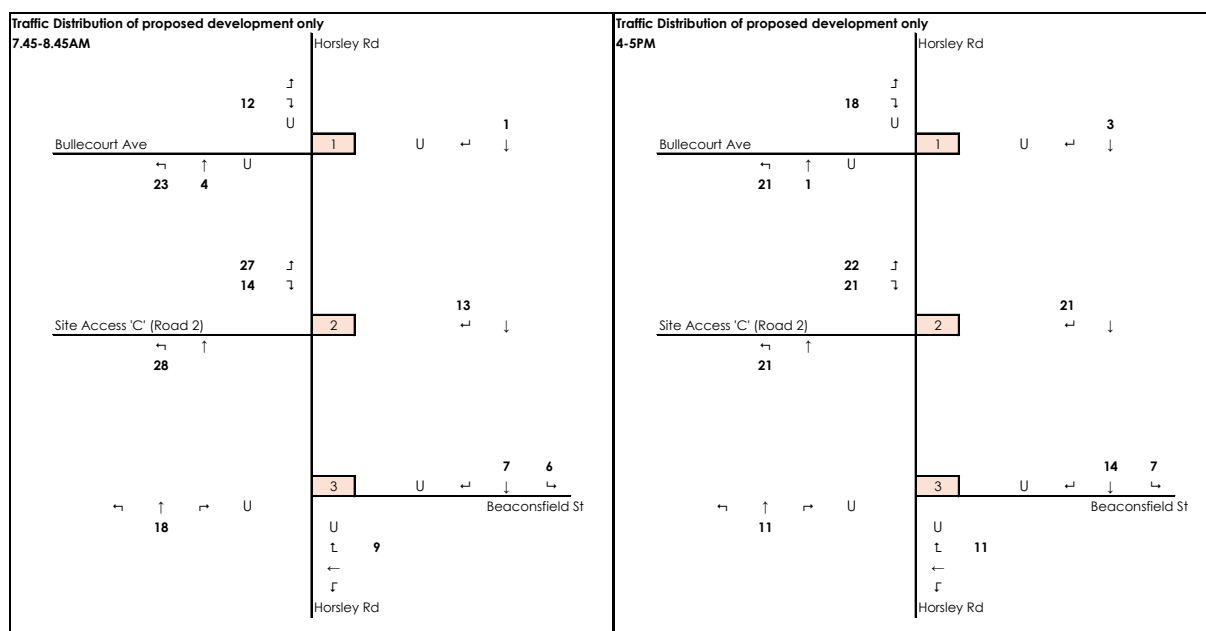 Traffic Distribution of proposed development only
7.45-8.45AM
Horsley Rd
⮥
12 ⮧
U
1
Bullecourt Ave 1 U ↵ ↓
↰ ↑ U
23 4
27 ⮥
14 ⮧
13
Site Access 'C' (Road 2) 2 ↵ ↓
↰ ↑
28
7 6
3 U ↵ ↓ ↳
↰ ↑ ↱ U
Beaconsfield St
18
U
9
←
Horsley Rd
Traffic Distribution of proposed development only
4-5PM
Horsley Rd
⮥
18 ⮧
U
3
Bullecourt Ave 1 U ↵ ↓
↰ ↑ U
21 1
22 ⮥
21 ⮧
21
Site Access 'C' (Road 2) 2 ↵ ↓
↰ ↑
21
14 7
3 U ↵ ↓ ↳
↰ ↑ ↱ U
Beaconsfield St
11
U
11
←
Horsley Rd